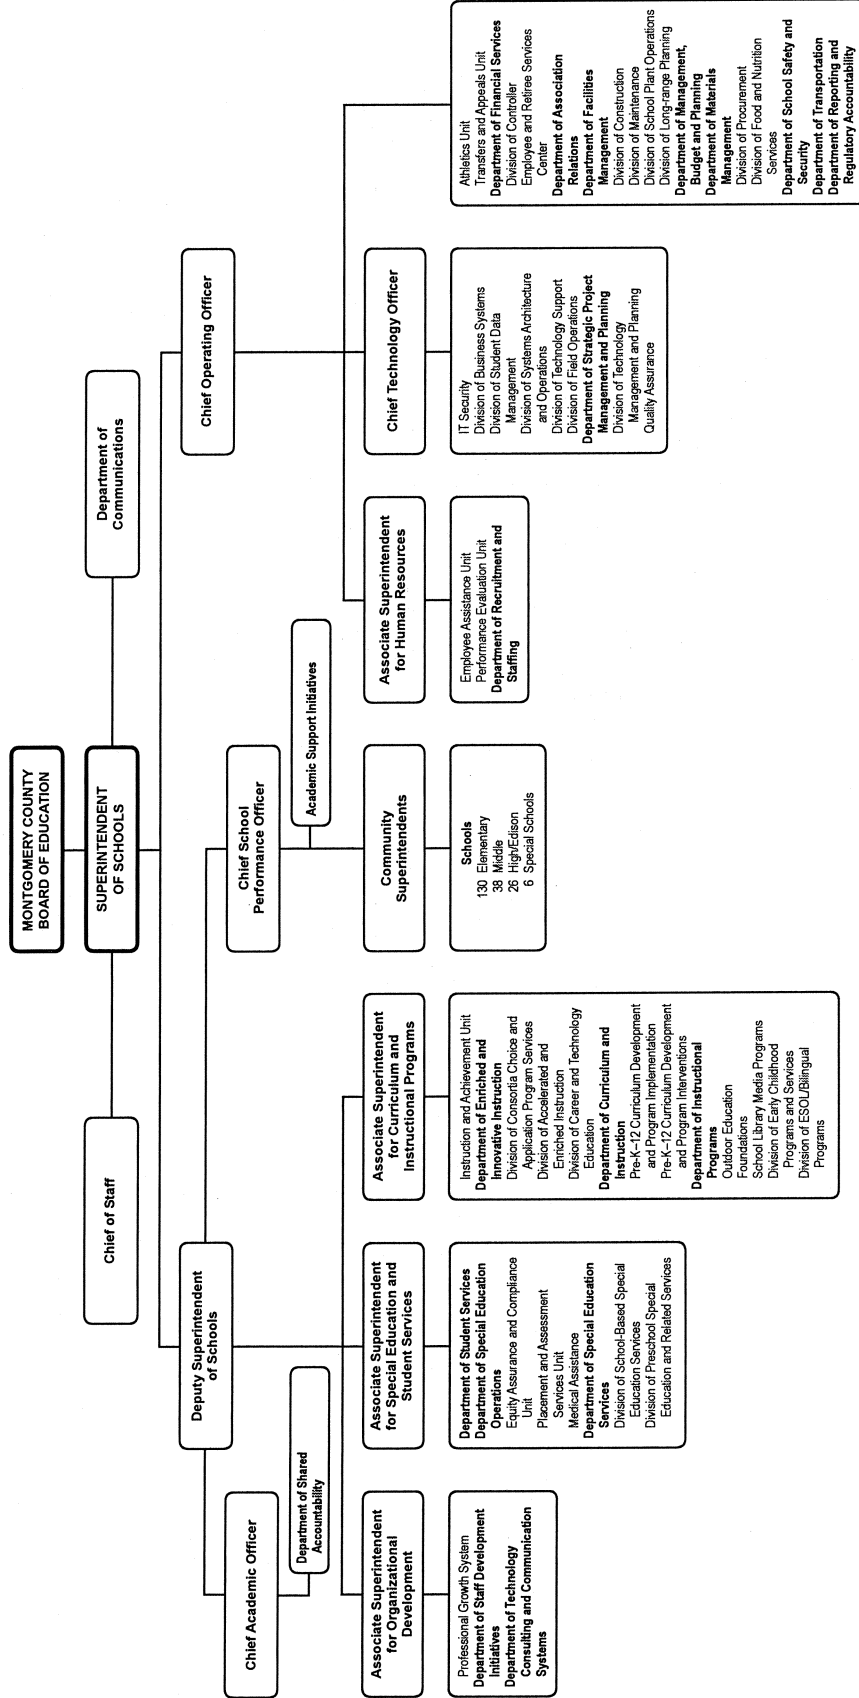 MONTGOMERY COUNTY
BOARD OF EDUCATION
SUPERINTENDENT
OF SCHOOLS
Chief of Staff
Department of
Communications
Deputy Superintendent
of Schools
Chief Operating Officer
Chief Academic Officer
Chief School
Performance Officer
Department of Shared
Accountability
Academic Support Initiatives
Associate Superintendent
for Organizational
Development
Associate Superintendent
for Special Education and
Student Services
Associate Superintendent
for Curriculum and
Instructional Programs
Community
Superintendents
Associate Superintendent
for Human Resources
Chief Technology Officer
Professional Growth System
Department of Staff Development
Initiatives
Department of Technology
Consulting and Communication
Systems
Department of Student Services
Department of Special Education
Operations
Equity Assurance and Compliance
Unit
Placement and Assessment
Services Unit
Medical Assistance
Department of Special Education
Services
Division of School-Based Special
Education Services
Division of Preschool Special
Education and Related Services
Instruction and Achievement Unit
Department of Enriched and
Innovative Instruction
Division of Consortia Choice and
Application Program Services
Division of Accelerated and
Enriched Instruction
Division of Career and Technology
Education
Department of Curriculum and
Instruction
Pre-K–12 Curriculum Development
and Program Implementation
Pre-K–12 Curriculum Development
and Program Interventions
Department of Instructional
Programs
Outdoor Education
Foundations
School Library Media Programs
Division of Early Childhood
Programs and Services
Division of ESOL/Bilingual
Programs
Schools
130 Elementary
38 Middle
26 High/Edison
6 Special Schools
Employee Assistance Unit
Performance Evaluation Unit
Department of Recruitment and
Staffing
IT Security
Division of Business Systems
Division of Student Data
Management
Division of Systems Architecture
and Operations
Division of Technology Support
Division of Field Operations
Department of Strategic Project
Management and Planning
Division of Technology
Management and Planning
Quality Assurance
Athletics Unit
Transfers and Appeals Unit
Department of Financial Services
Division of Controller
Employee and Retiree Services
Center
Department of Association
Relations
Department of Facilities
Management
Division of Construction
Division of Maintenance
Division of School Plant Operations
Division of Long-range Planning
Department of Management,
Budget and Planning
Department of Materials
Management
Division of Procurement
Division of Food and Nutrition
Services
Department of School Safety and
Security
Department of Transportation
Department of Reporting and
Regulatory Accountability